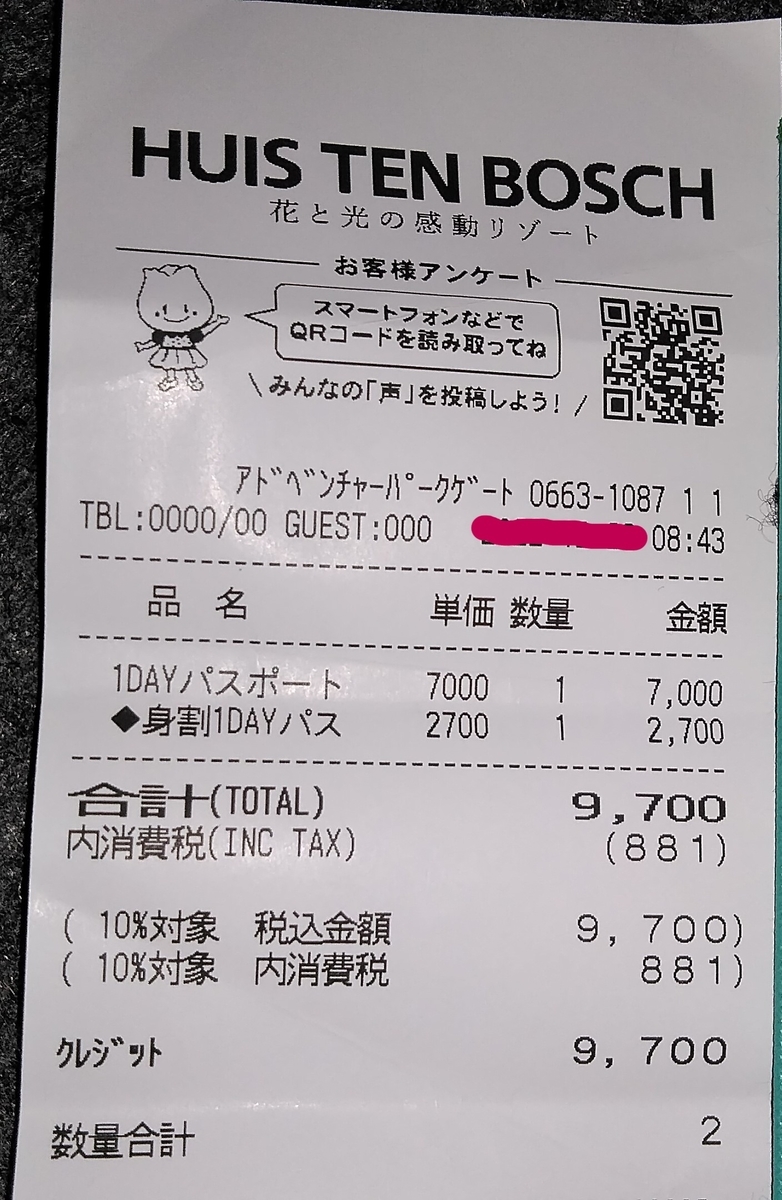 HUIS TEN BOSCH
花と光の感動リゾート
お客様アンケート
スマートフォンなどで
QRコードを読み取ってね
\ みんなの「声」を投稿しよう! /
ｱﾄﾞﾍﾞﾝﾁｬｰﾊﾟｰｸｹﾞｰﾄ 0663-1087 1 1
TBL:0000/00 GUEST:000 08:43
品 名 単価 数量 金額
1DAYパスポート 7000 1 7,000
◆身割1DAYパス 2700 1 2,700
合計(TOTAL) 9,700
内消費税(INC TAX) (881)
( 10%対象 税込金額 9,700)
( 10%対象 内消費税 881)
ｸﾚｼﾞｯﾄ 9,700
数量合計 2